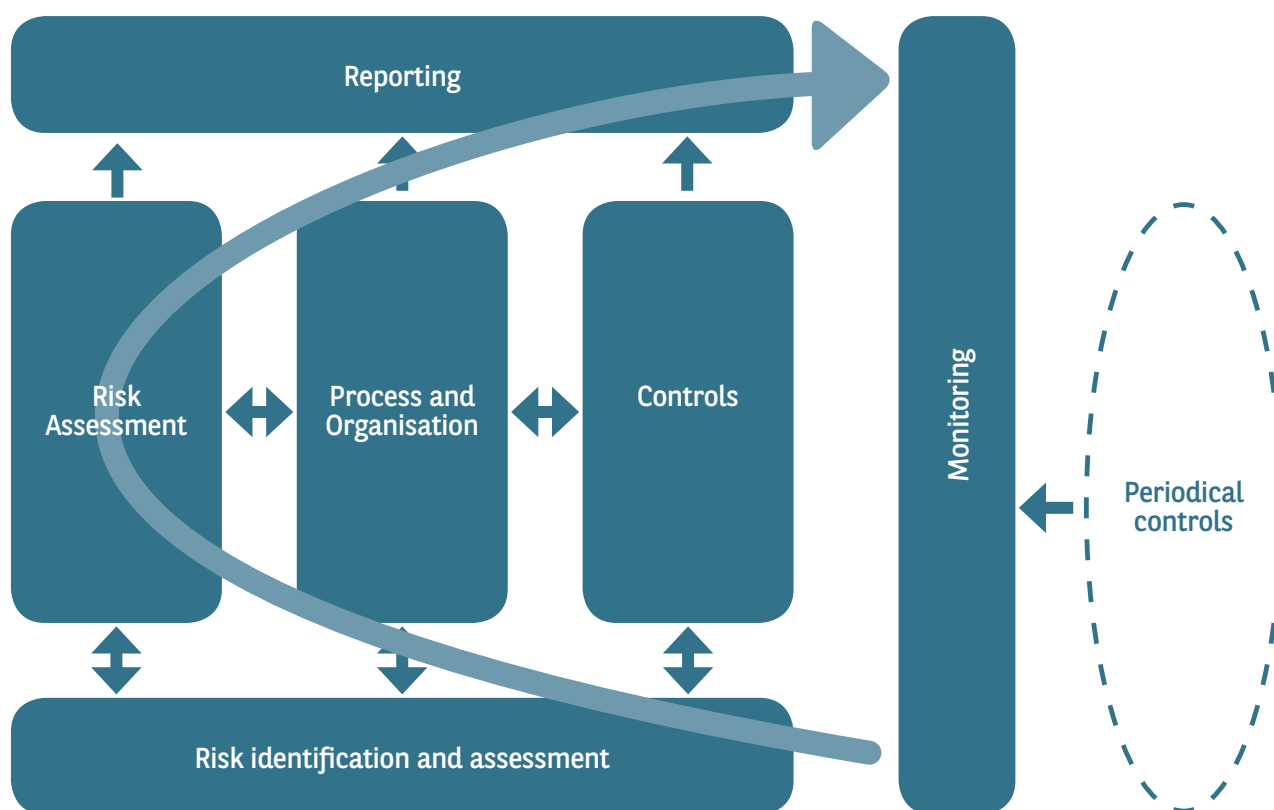 Reporting
Risk
Assessment
Process and
Organisation
Controls
Monitoring
Periodical
controls
Risk identification and assessment